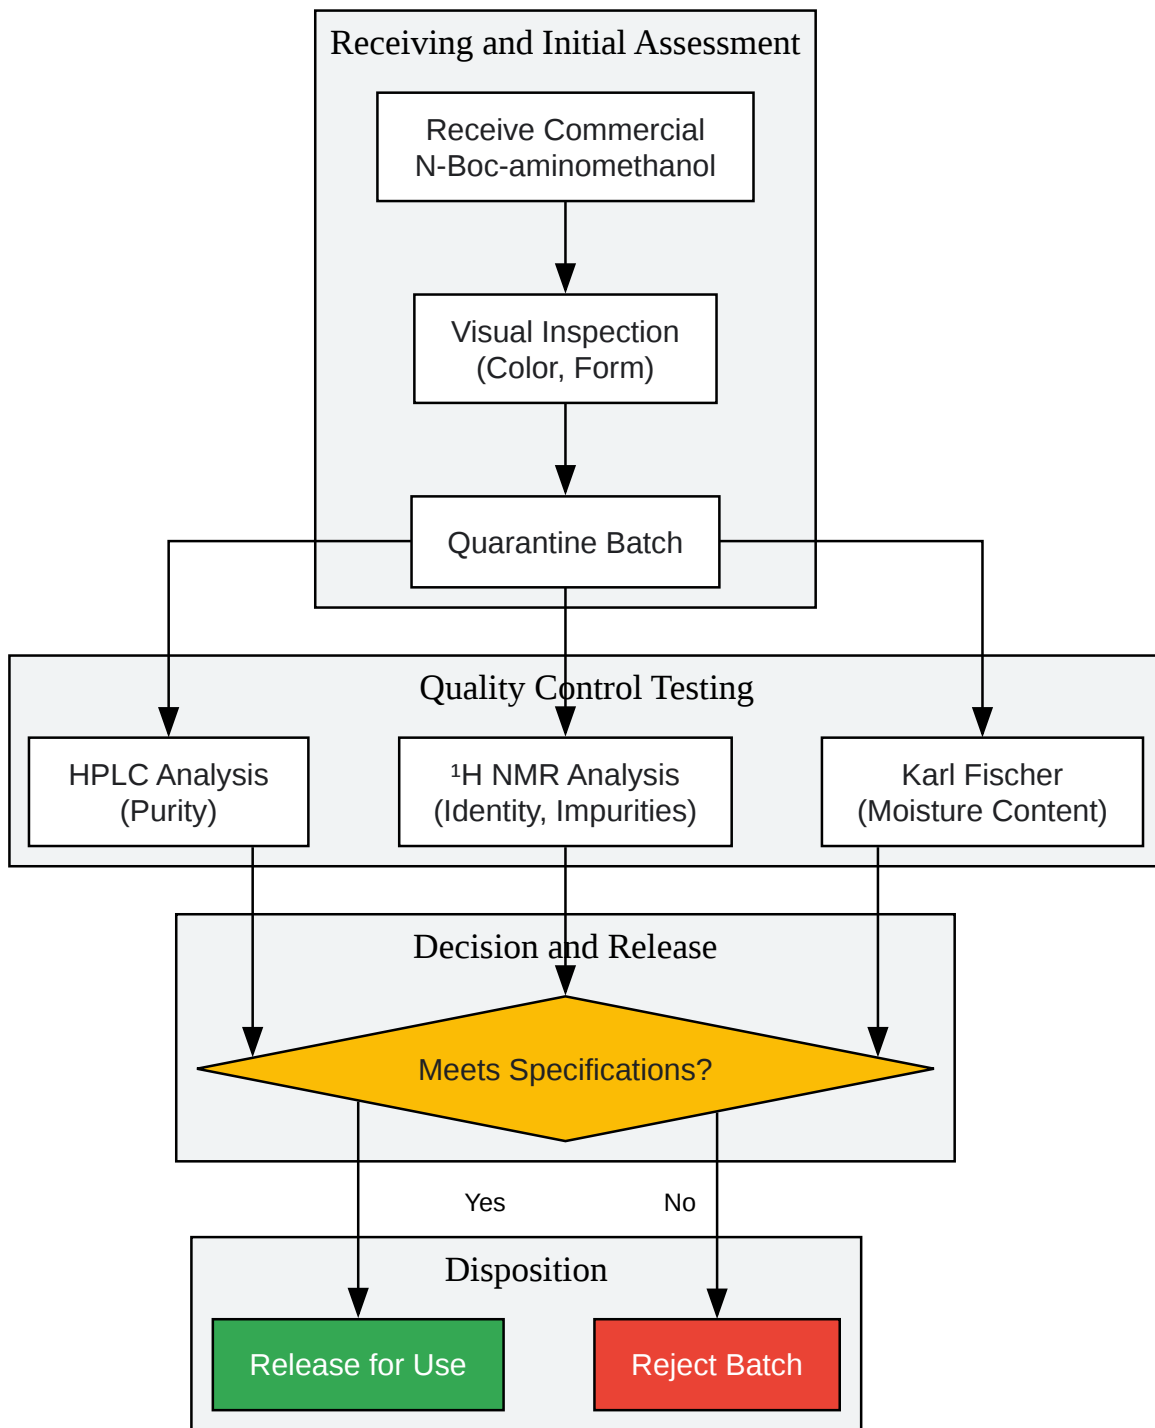 Receiving and Initial Assessment
Receive Commercial
N-Boc-aminomethanol
Visual Inspection
(Color, Form)
Quarantine Batch
Quality Control Testing
HPLC Analysis
(Purity)
¹H NMR Analysis
(Identity, Impurities)
Karl Fischer
(Moisture Content)
Decision and Release
Meets Specifications?
Yes
No
Disposition
Release for Use
Reject Batch